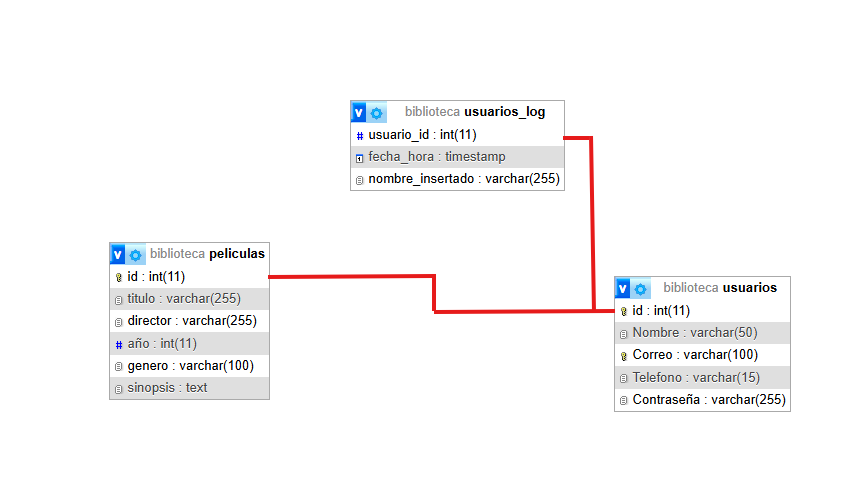 biblioteca usuarios_log
usuario_id : int(11)
fecha_hora : timestamp
nombre_insertado : varchar(255)
biblioteca peliculas
id : int(11)
titulo : varchar(255)
director : varchar(255)
año : int(11)
genero : varchar(100)
sinopsis : text
biblioteca usuarios
id : int(11)
Nombre : varchar(50)
Correo : varchar(100)
Telefono : varchar(15)
Contraseña : varchar(255)